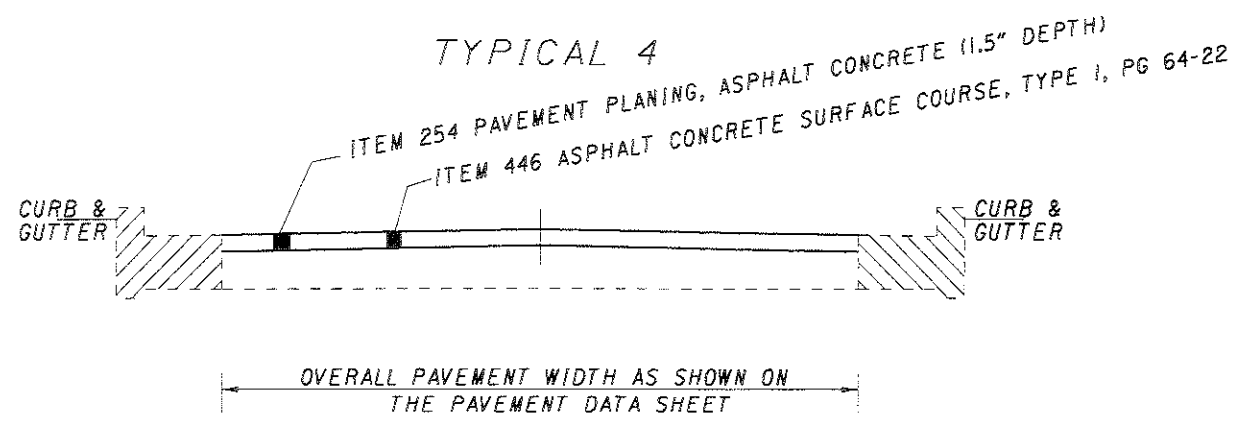 TYPICAL 4
ITEM 254 PAVEMENT PLANING, ASPHALT CONCRETE (1.5" DEPTH)
ITEM 446 ASPHALT CONCRETE SURFACE COURSE, TYPE 1, PG 64-22
CURB &
GUTTER
CURB &
GUTTER
OVERALL PAVEMENT WIDTH AS SHOWN ON
THE PAVEMENT DATA SHEET